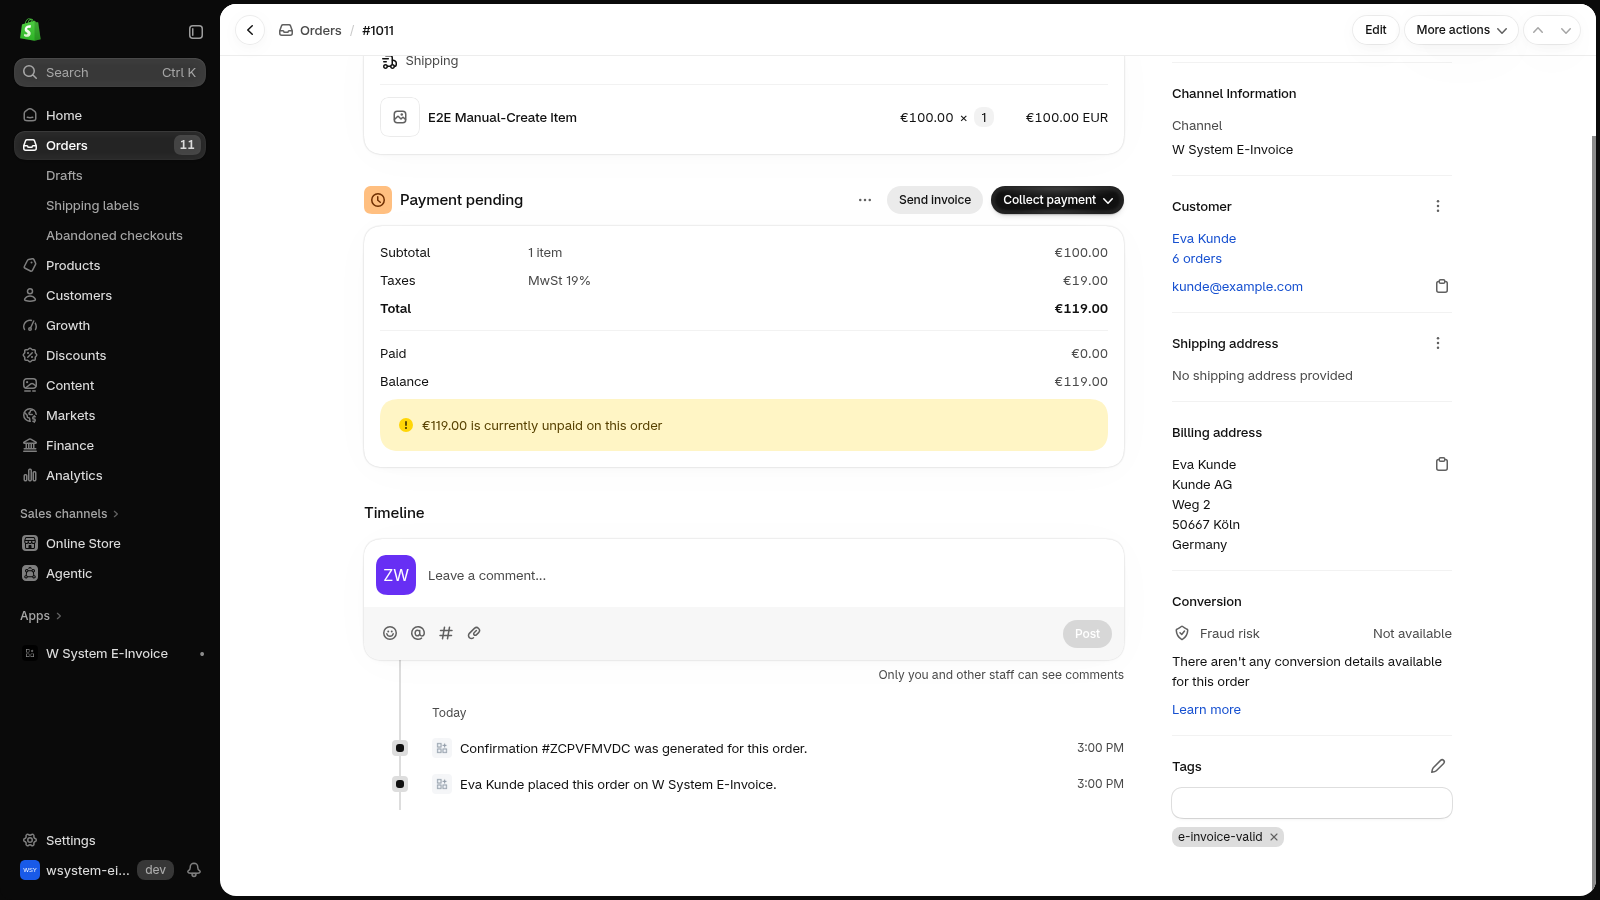 Search
Ctrl K
Home
Orders
11
Drafts
Shipping labels
Abandoned checkouts
Products
Customers
Growth
Discounts
Content
Markets
Finance
Analytics
Sales channels
Online Store
Agentic
Apps
W System E-Invoice
Settings
WSY
wsystem-ei...
dev
Orders / #1011
Edit
More actions
Shipping
E2E Manual-Create Item
€100.00 × 1
€100.00 EUR
Payment pending
Send invoice
Collect payment
Subtotal 1 item €100.00
Taxes MwSt 19% €19.00
Total €119.00
Paid €0.00
Balance €119.00
€119.00 is currently unpaid on this order
Timeline
ZW
Leave a comment...
Post
Only you and other staff can see comments
Today
Confirmation #ZCPVFMVDC was generated for this order. 3:00 PM
Eva Kunde placed this order on W System E-Invoice. 3:00 PM
Channel Information
Channel
W System E-Invoice
Customer
Eva Kunde
6 orders
kunde@example.com
Shipping address
No shipping address provided
Billing address
Eva Kunde
Kunde AG
Weg 2
50667 Köln
Germany
Conversion
Fraud risk Not available
There aren't any conversion details available
for this order
Learn more
Tags
e-invoice-valid